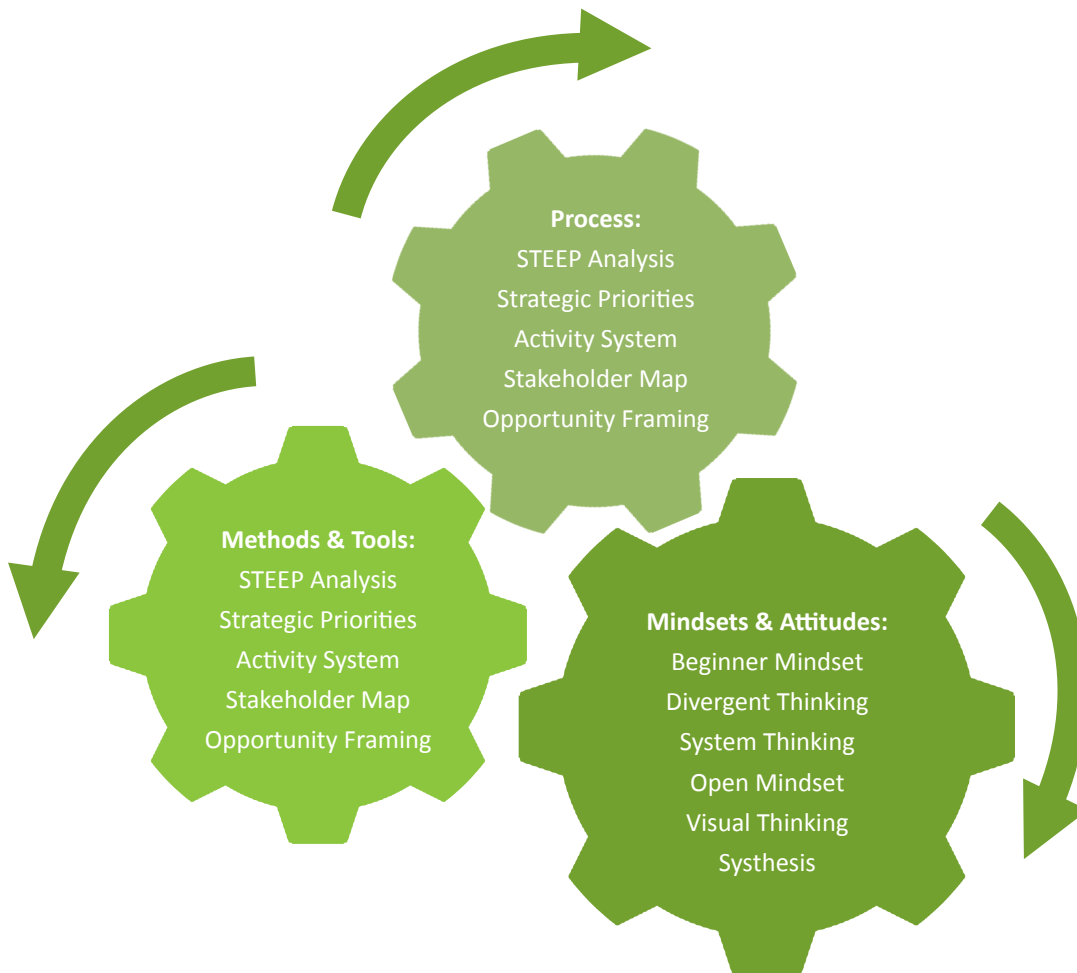 Process:
STEEP Analysis
Strategic Priorities
Activity System
Stakeholder Map
Opportunity Framing
Methods & Tools:
STEEP Analysis
Strategic Priorities
Activity System
Stakeholder Map
Opportunity Framing
Mindsets & Attitudes:
Beginner Mindset
Divergent Thinking
System Thinking
Open Mindset
Visual Thinking
Systhesis